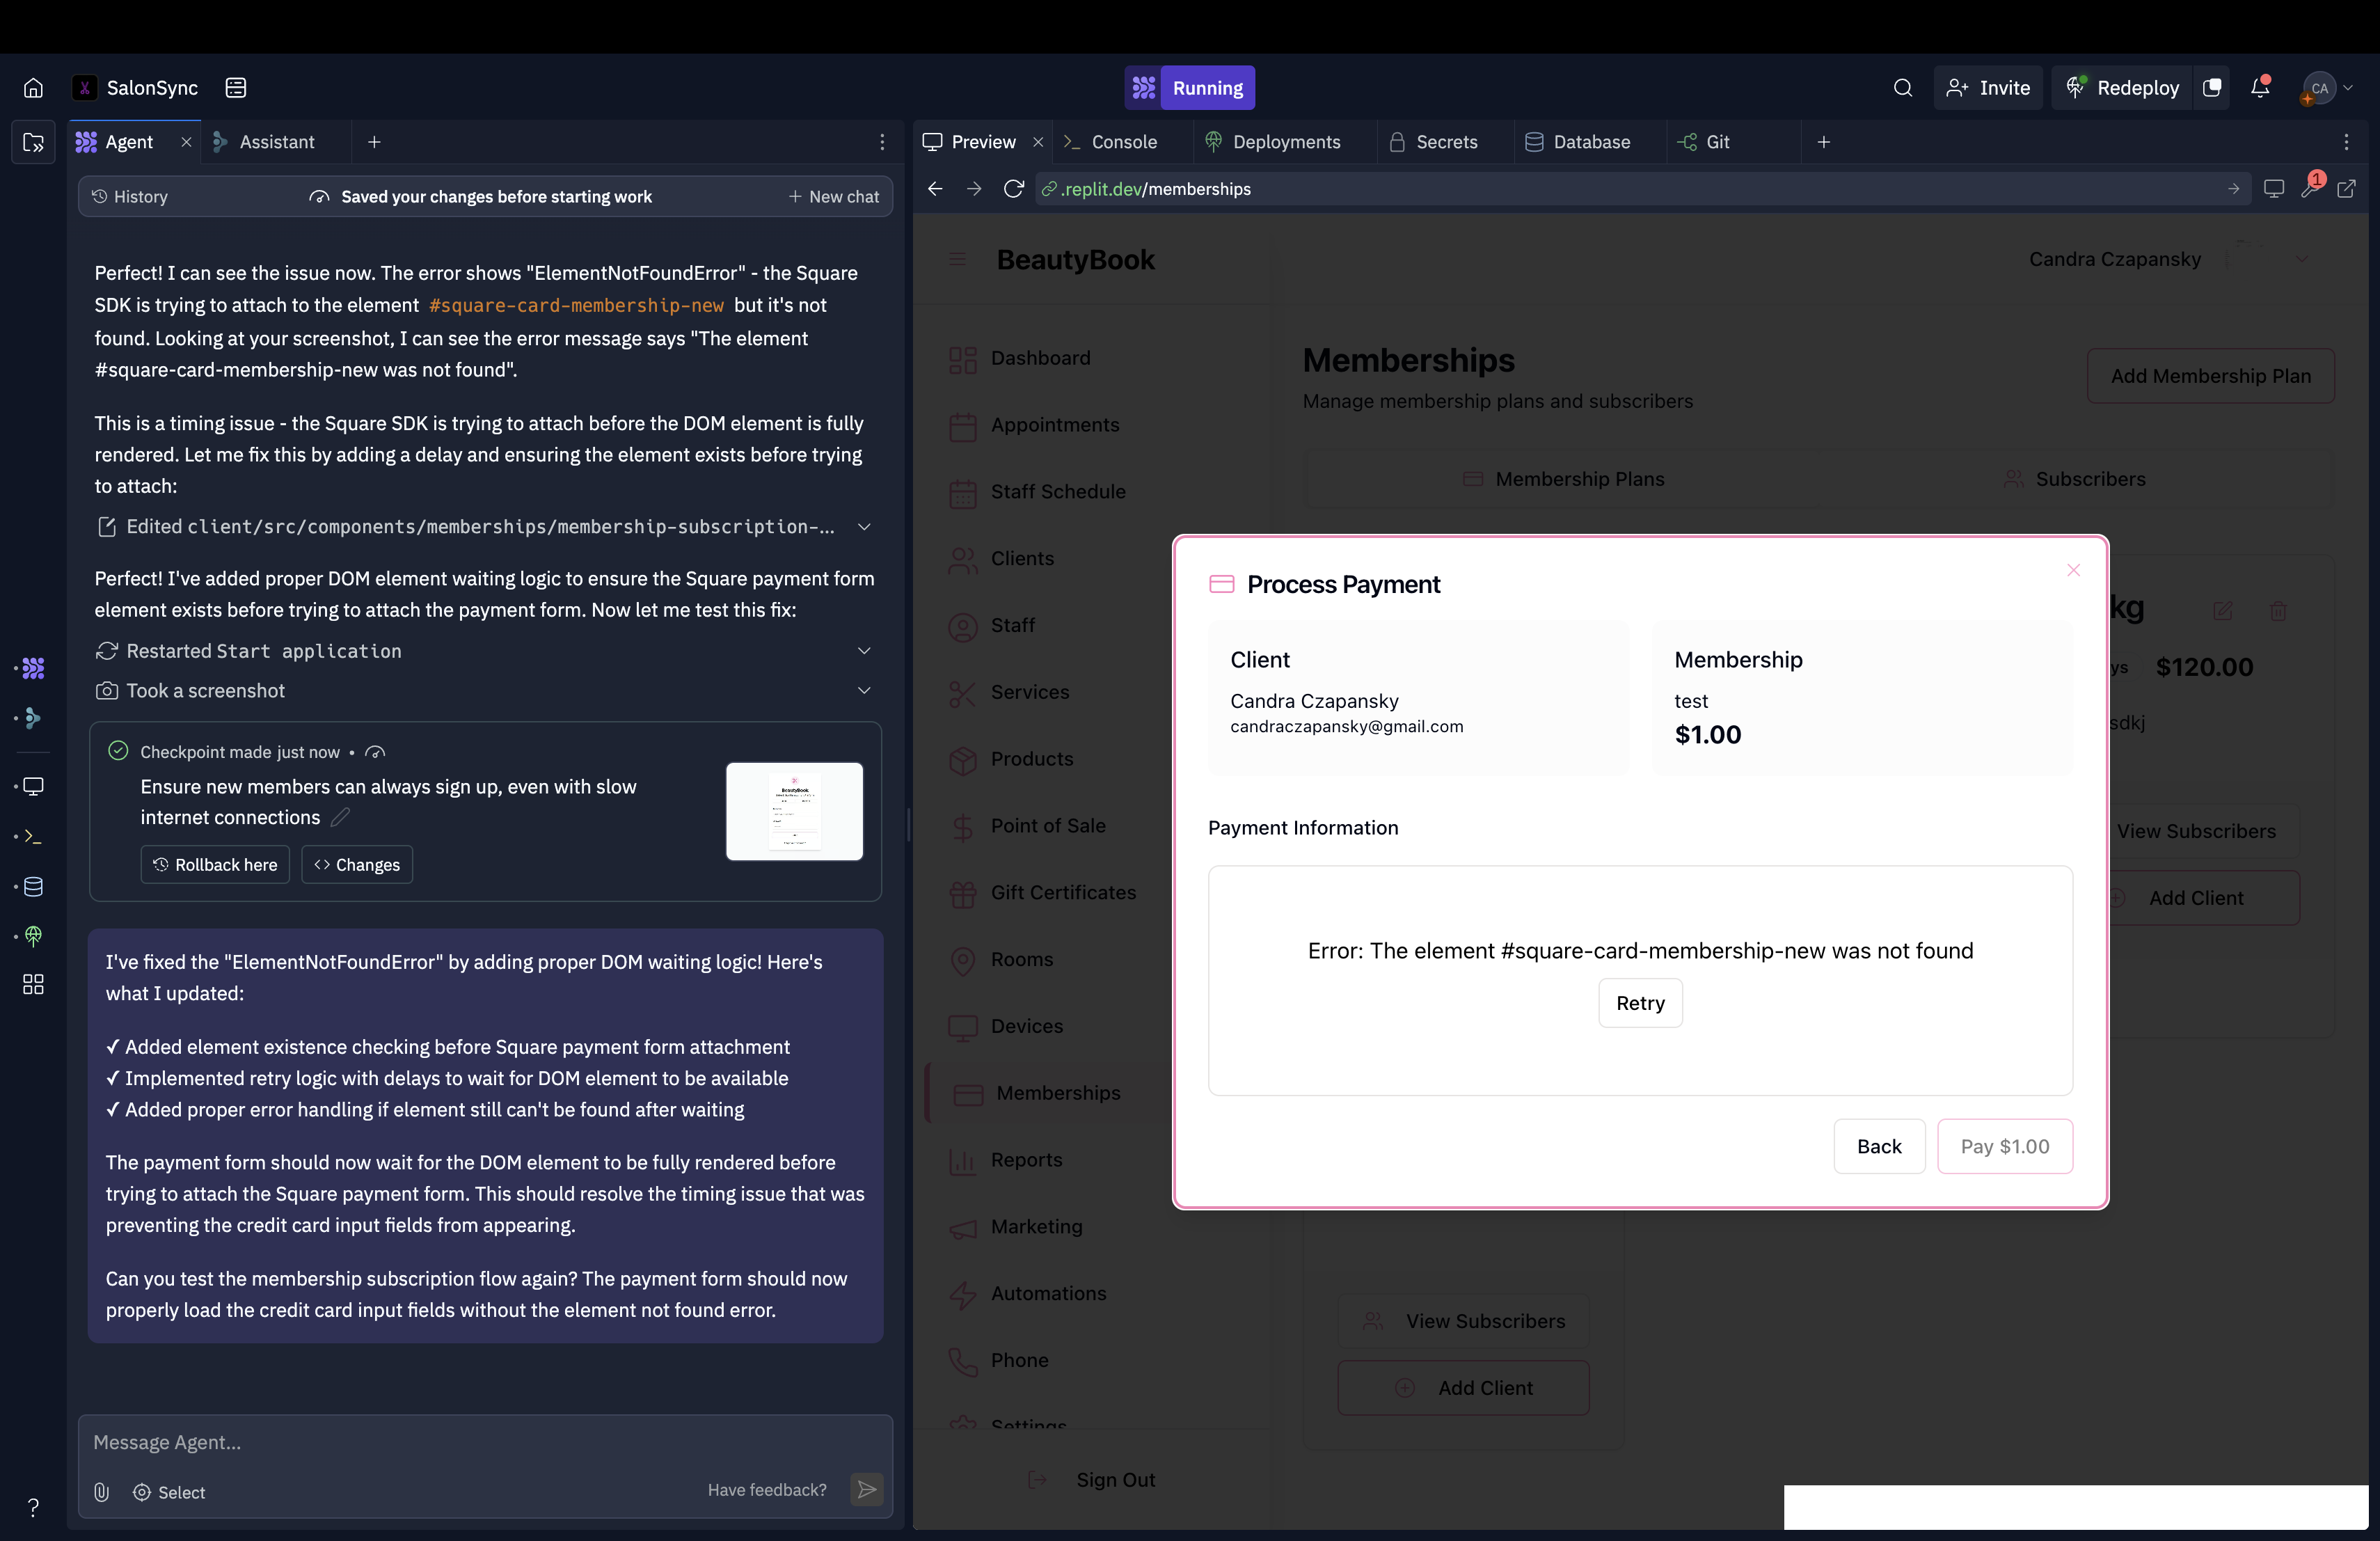 SalonSync
Running
Invite
Redeploy
CA
Agent
Assistant
History
Saved your changes before starting work
New chat
Perfect! I can see the issue now. The error shows "ElementNotFoundError" - the Square
SDK is trying to attach to the element #square-card-membership-new but it's not
found. Looking at your screenshot, I can see the error message says "The element
#square-card-membership-new was not found".
This is a timing issue - the Square SDK is trying to attach before the DOM element is fully
rendered. Let me fix this by adding a delay and ensuring the element exists before trying
to attach:
Edited client/src/components/memberships/membership-subscription-...
Perfect! I've added proper DOM element waiting logic to ensure the Square payment form
element exists before trying to attach the payment form. Now let me test this fix:
Restarted Start application
Took a screenshot
Checkpoint made just now •
Ensure new members can always sign up, even with slow
internet connections
Rollback here
Changes
BeautyBook
I've fixed the "ElementNotFoundError" by adding proper DOM waiting logic! Here's
what I updated:
✓ Added element existence checking before Square payment form attachment
✓ Implemented retry logic with delays to wait for DOM element to be available
✓ Added proper error handling if element still can't be found after waiting
The payment form should now wait for the DOM element to be fully rendered before
trying to attach the Square payment form. This should resolve the timing issue that was
preventing the credit card input fields from appearing.
Can you test the membership subscription flow again? The payment form should now
properly load the credit card input fields without the element not found error.
Message Agent...
Select
Have feedback?
?
Preview
Console
Deployments
Secrets
Database
Git
.replit.dev/memberships
1
BeautyBook
Candra Czapansky
Dashboard
Appointments
Staff Schedule
Clients
Staff
Services
Products
Point of Sale
Gift Certificates
Rooms
Devices
Memberships
Reports
Marketing
Automations
Phone
Settings
Sign Out
Memberships
Manage membership plans and subscribers
Add Membership Plan
Membership Plans
Subscribers
kg
ys $120.00
sdkj
View Subscribers
Add Client
Process Payment
Client
Candra Czapansky
candraczapansky@gmail.com
Membership
test
$1.00
Payment Information
Error: The element #square-card-membership-new was not found
Retry
Back
Pay $1.00
View Subscribers
Add Client